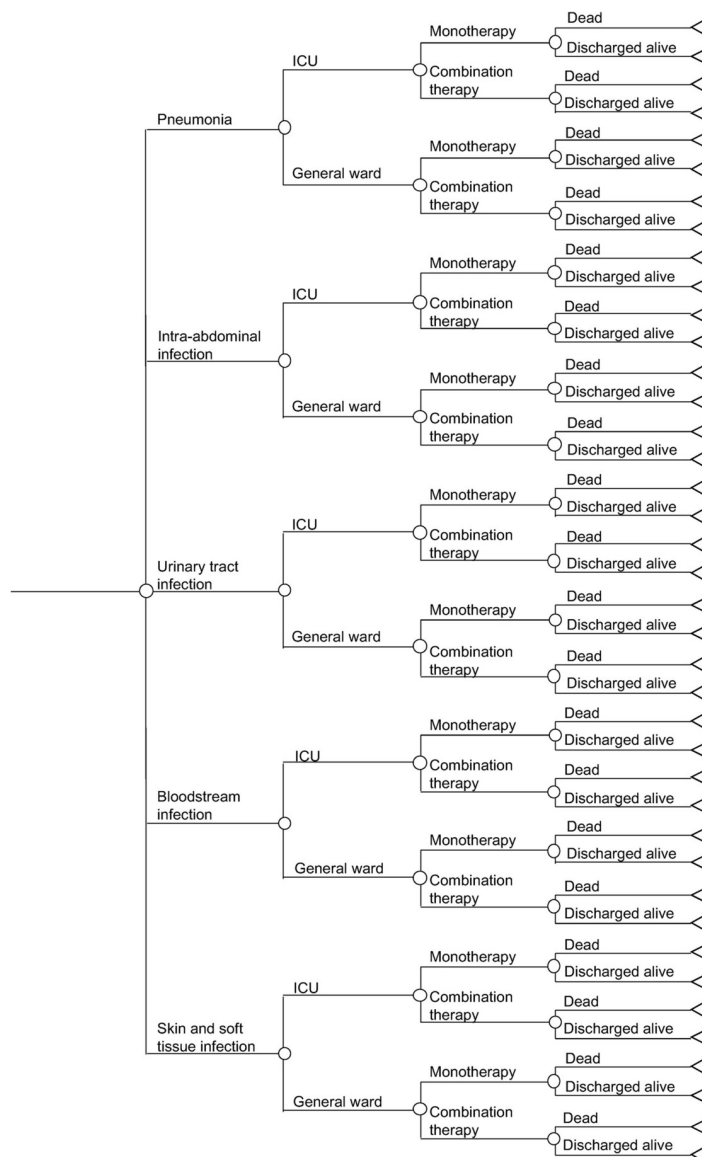 Dead
Monotherapy
Discharged alive
ICU
Combination
therapy
Dead
Discharged alive
Pneumonia
Dead
Monotherapy
Discharged alive
General ward
Combination
therapy
Dead
Discharged alive
Dead
Monotherapy
Discharged alive
ICU
Combination
therapy
Dead
Discharged alive
Intra-abdominal
infection
Dead
Monotherapy
Discharged alive
General ward
Combination
therapy
Dead
Discharged alive
Dead
Monotherapy
Discharged alive
ICU
Combination
therapy
Dead
Discharged alive
Urinary tract
infection
Dead
Monotherapy
Discharged alive
General ward
Combination
therapy
Dead
Discharged alive
Dead
Monotherapy
Discharged alive
ICU
Combination
therapy
Dead
Discharged alive
Bloodstream
infection
Dead
Monotherapy
Discharged alive
General ward
Combination
therapy
Dead
Discharged alive
Dead
Monotherapy
Discharged alive
ICU
Combination
therapy
Dead
Discharged alive
Skin and soft
tissue infection
Dead
Monotherapy
Discharged alive
General ward
Combination
therapy
Dead
Discharged alive